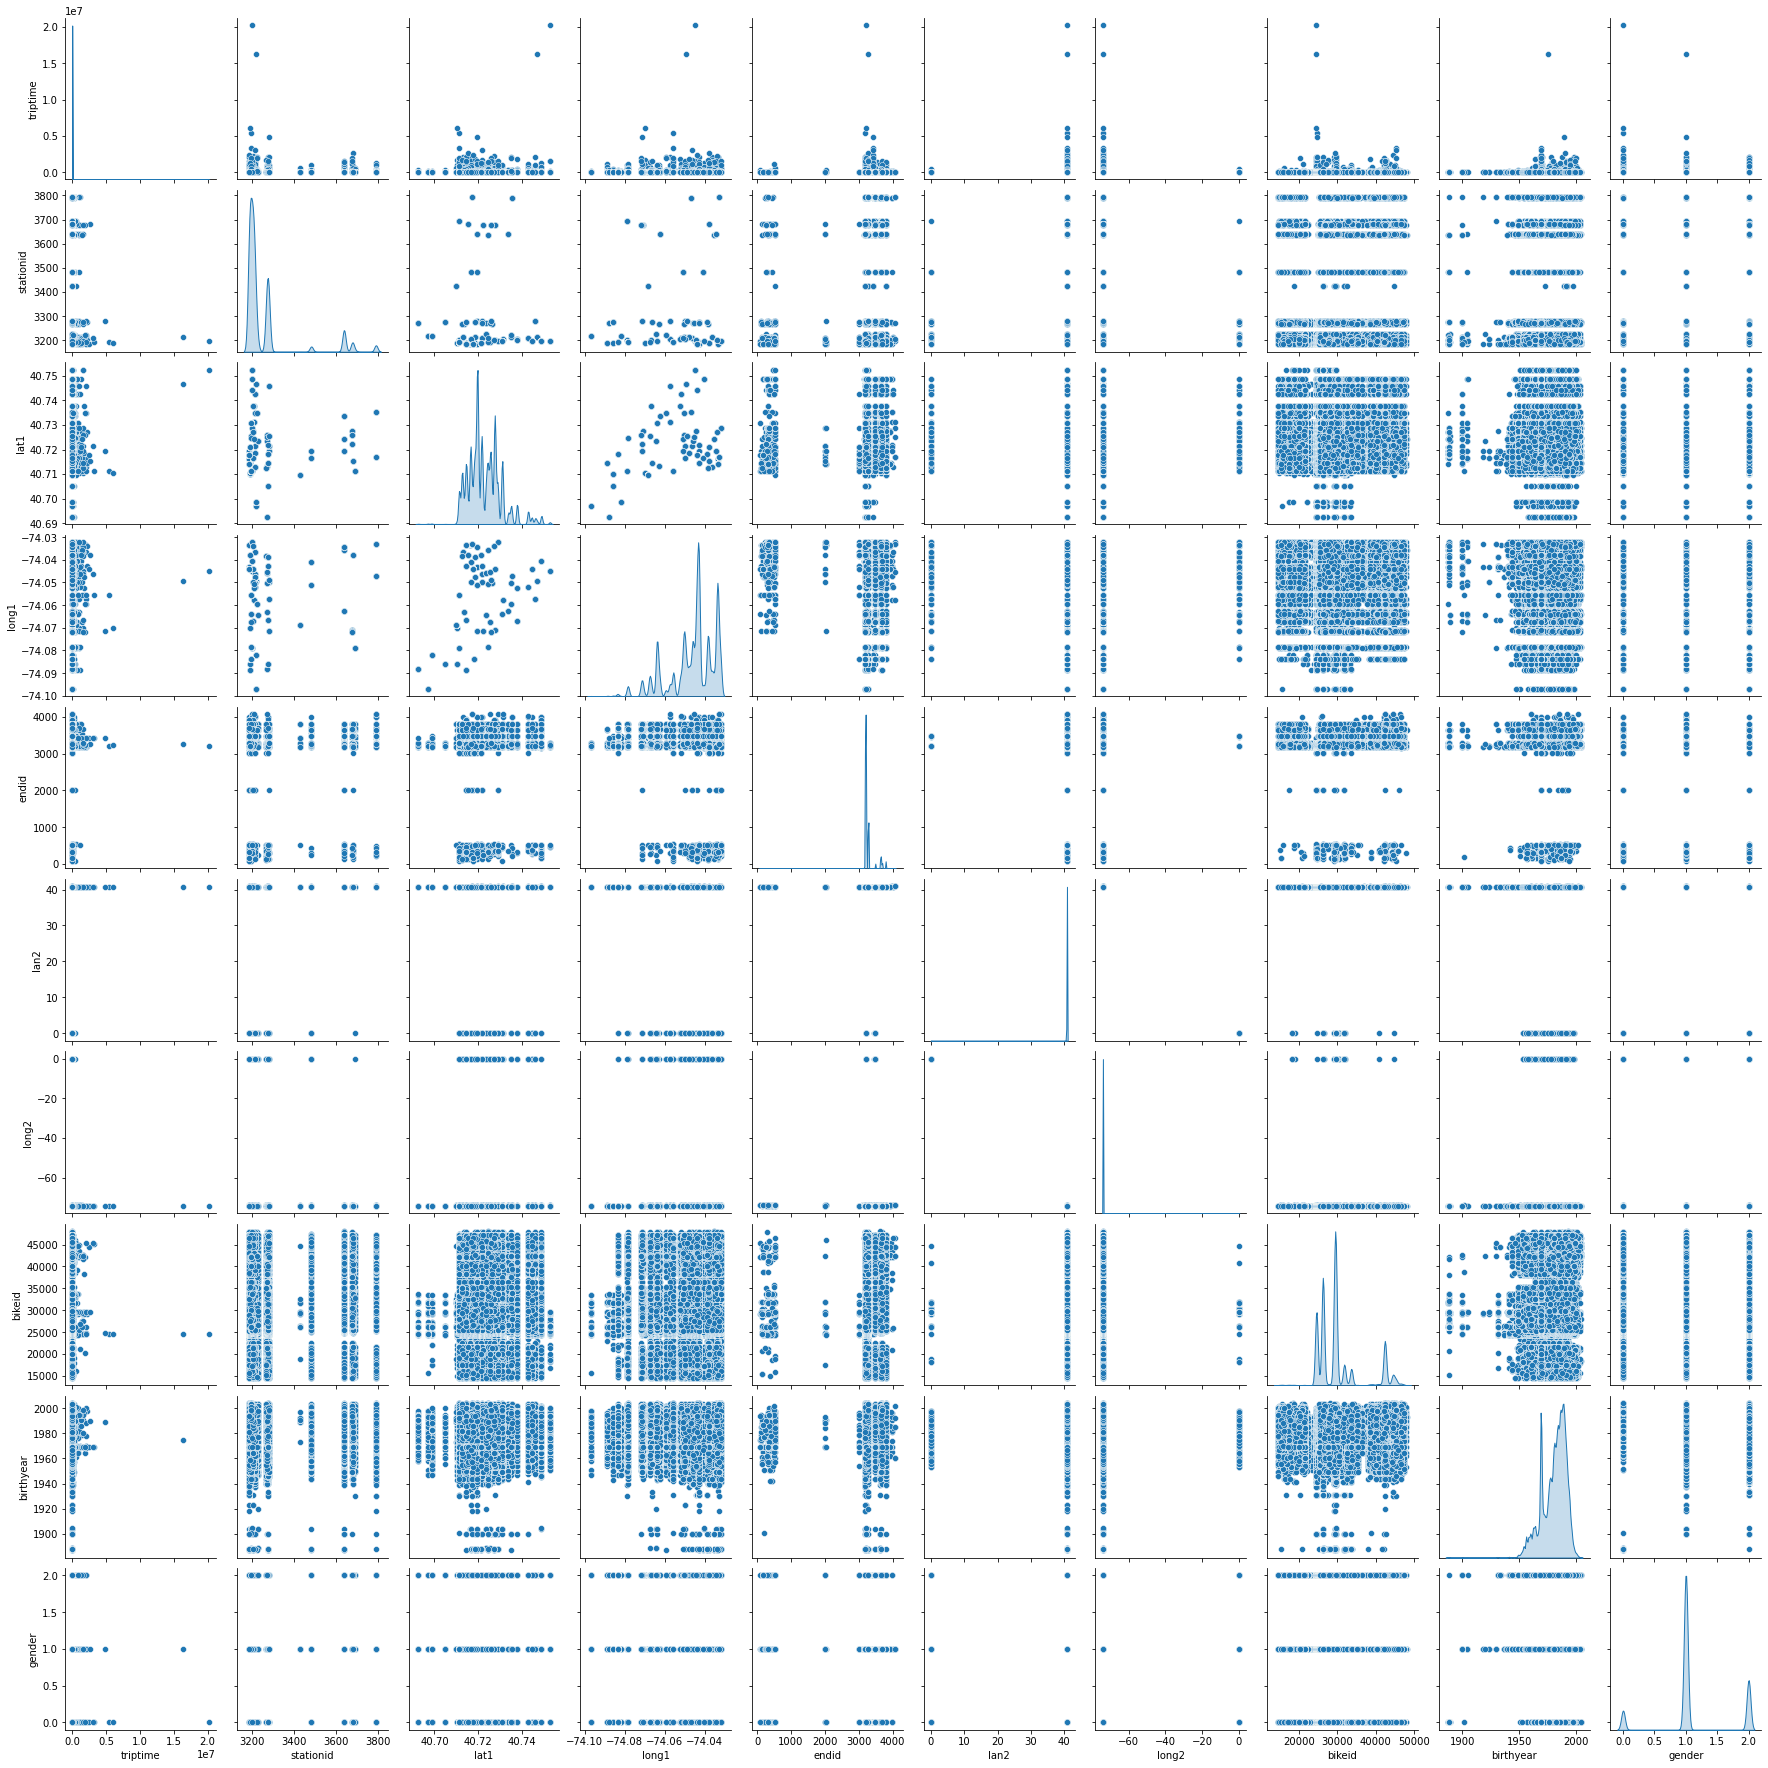 1e7
2.0
1.5
1.0
0.5
0.0
triptime
3800
3700
3600
3500
3400
3300
3200
stationid
40.75
40.74
40.73
40.72
40.71
40.70
40.69
lat1
−74.03
−74.04
−74.05
−74.06
−74.07
−74.08
−74.09
−74.10
long1
4000
3000
2000
1000
0
endid
40
30
20
10
0
lan2
0
−20
−40
−60
long2
45000
40000
35000
30000
25000
20000
15000
bikeid
2000
1980
1960
1940
1920
1900
birthyear
2.0
1.5
1.0
0.5
0.0
gender
0.0 0.5 1.0 1.5 2.0
1e7
triptime
3200 3400 3600 3800
stationid
40.70 40.72 40.74
lat1
−74.10 −74.08 −74.06 −74.04
long1
0 1000 2000 3000 4000
endid
0 10 20 30 40
lan2
−60 −40 −20 0
long2
20000 30000 40000 50000
bikeid
1900 1950 2000
birthyear
0.0 0.5 1.0 1.5 2.0
gender